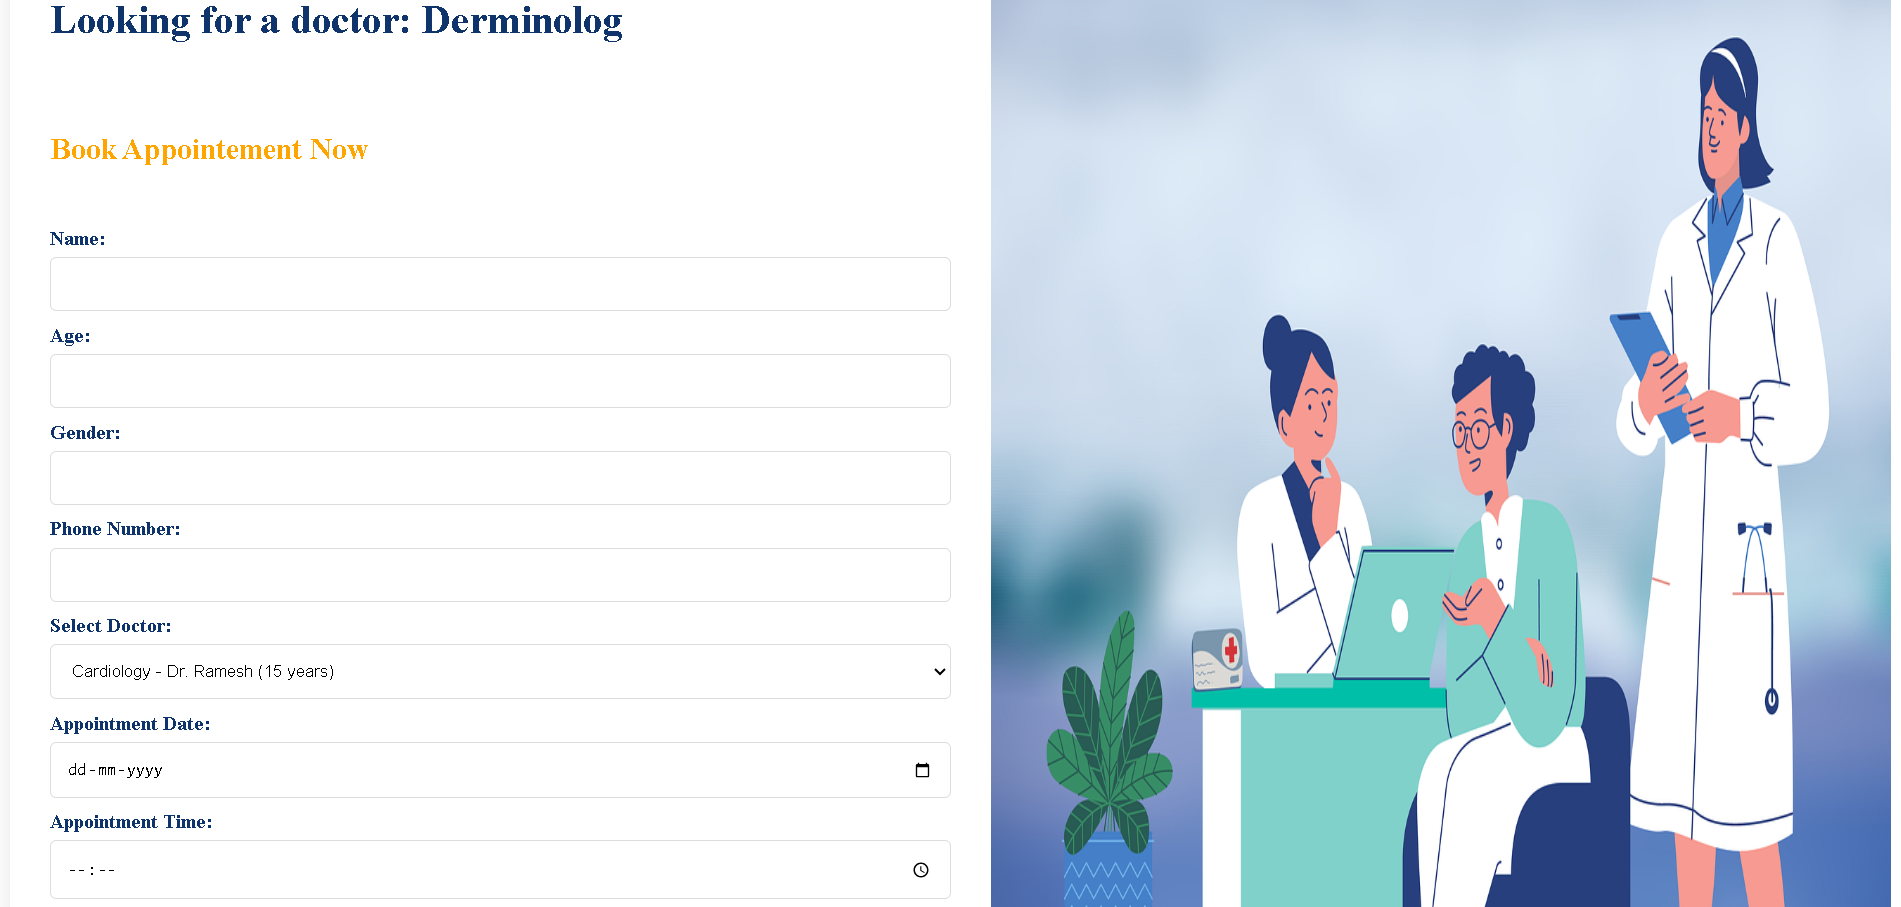 Looking for a doctor: Derminolog
Book Appointement Now
Name:
Age:
Gender:
Phone Number:
Select Doctor:
Cardiology - Dr. Ramesh (15 years)
Appointment Date:
dd-mm-yyyy
Appointment Time:
--:--